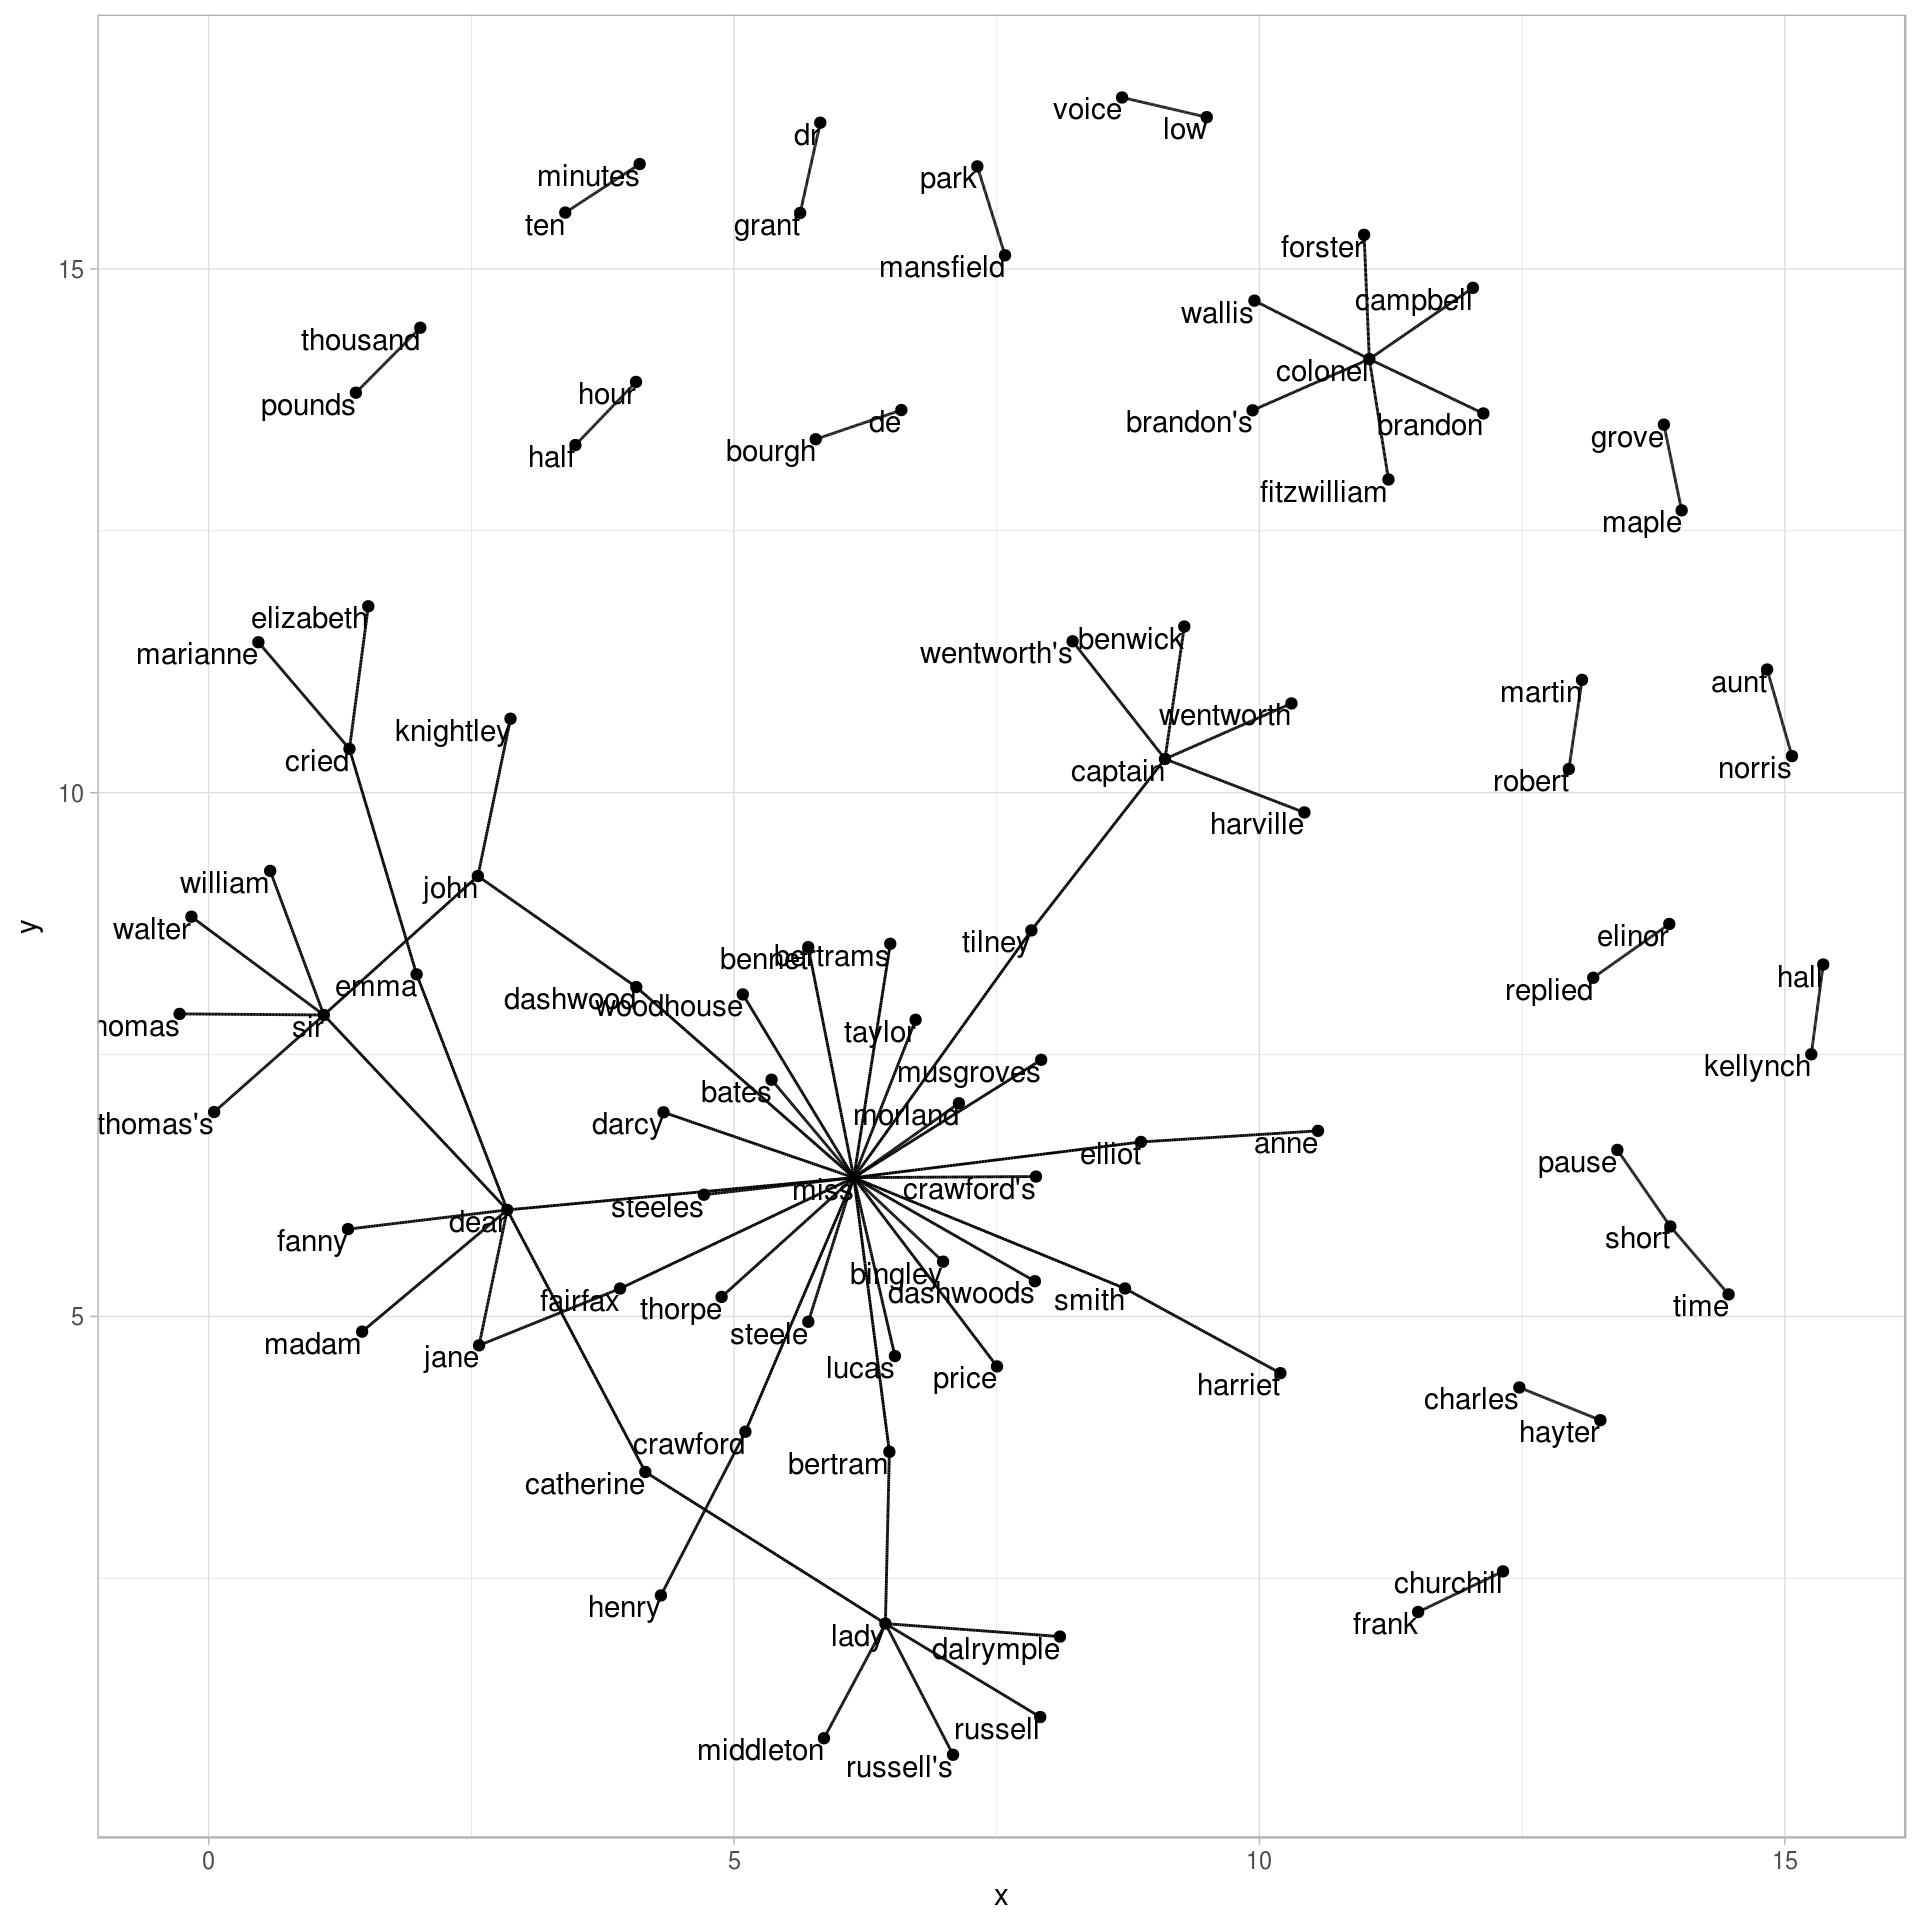 voice
low
dr
minutes
park
ten
grant
mansfield
forster
campbell
wallis
15
thousand
colonel
hour
pounds
brandon's
de
brandon
bourgh
half
grove
fitzwilliam
maple
elizabeth
marianne
wentworth's
benwick
aunt
martin
wentworth
knightley
cried
captain
norris
robert
10
harville
william
john
walter
y
elinor
tilney
bertrams
bennet
hall
emma
replied
dashwood
woodhouse
homas
sir
taylor
kellynch
musgroves
bates
morland
thomas's
darcy
anne
elliot
pause
miss
crawford's
steeles
dear
short
fanny
bingley
dashwoods
fairfax
smith
thorpe
time
5
steele
madam
jane
lucas
price
harriet
charles
hayter
crawford
bertram
catherine
churchill
henry
frank
lady
dalrymple
russell
middleton
russell's
0 5 10 15
x